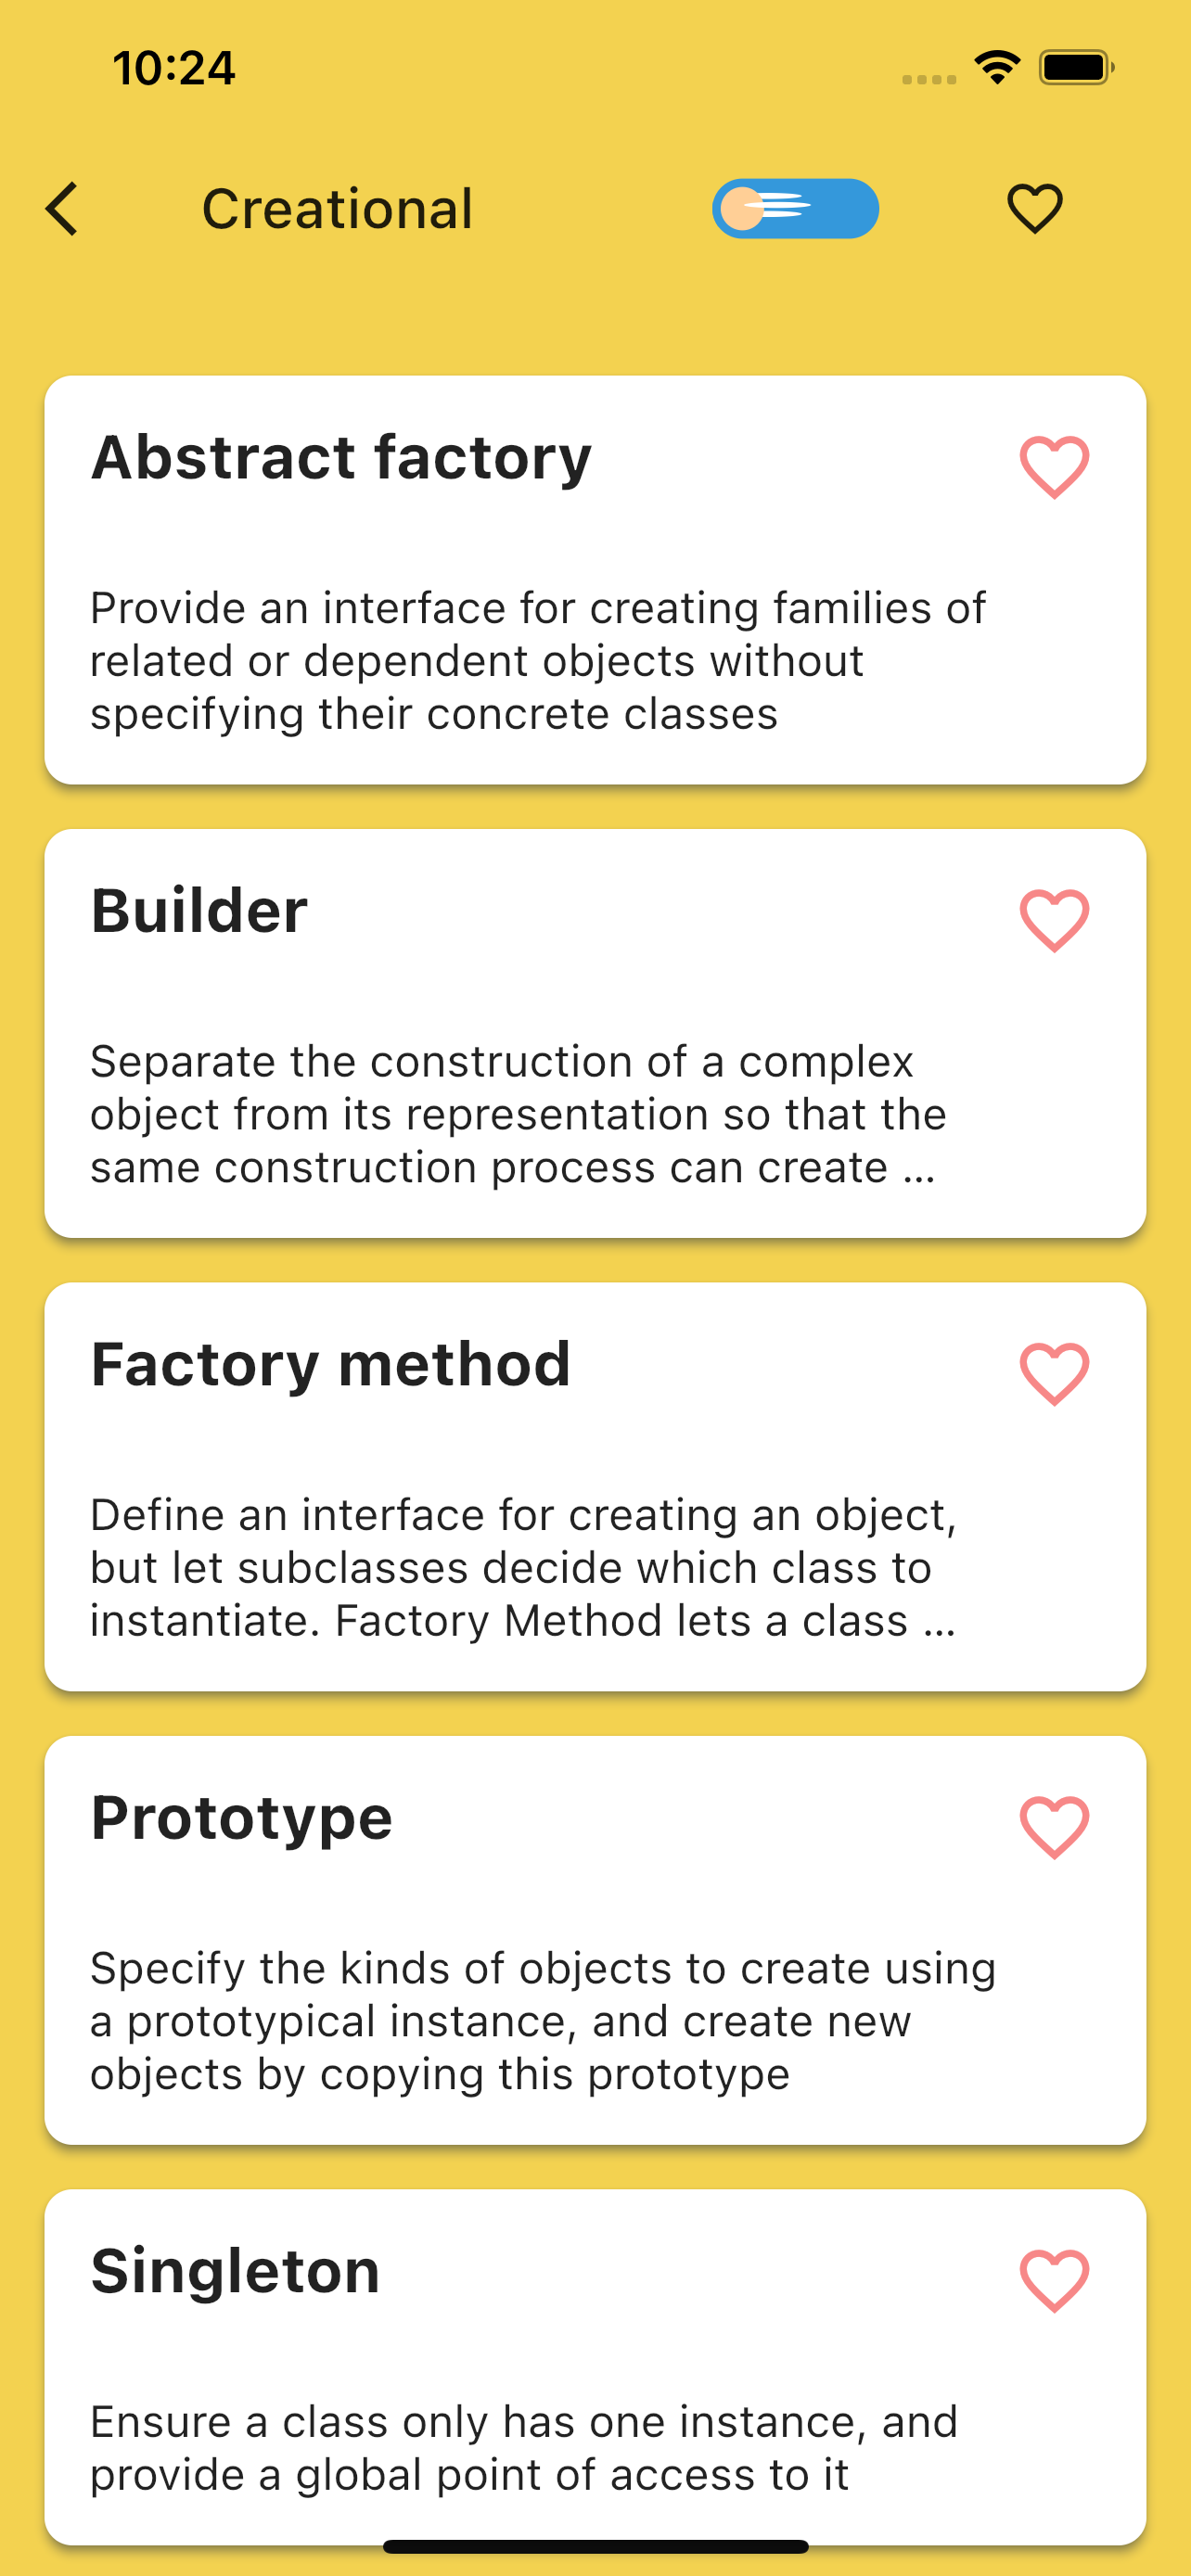 10:24
Creational
Abstract factory
Provide an interface for creating families of
related or dependent objects without
specifying their concrete classes
Builder
Separate the construction of a complex
object from its representation so that the
same construction process can create ...
Factory method
Define an interface for creating an object,
but let subclasses decide which class to
instantiate. Factory Method lets a class ...
Prototype
Specify the kinds of objects to create using
a prototypical instance, and create new
objects by copying this prototype
Singleton
Ensure a class only has one instance, and
provide a global point of access to it